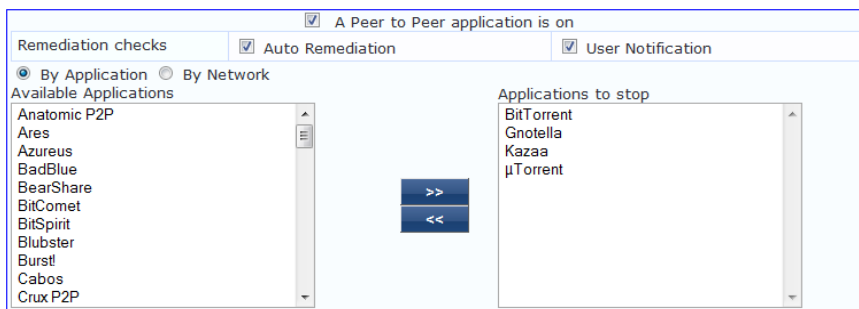 A Peer to Peer application is on
Remediation checks Auto Remediation User Notification
By Application By Network
Available Applications
Anatomic P2P
Ares
Azureus
BadBlue
BearShare
BitComet
BitSpirit
Blubster
Burst!
Cabos
Crux P2P
>>
<<
Applications to stop
BitTorrent
Gnotella
Kazaa
µTorrent